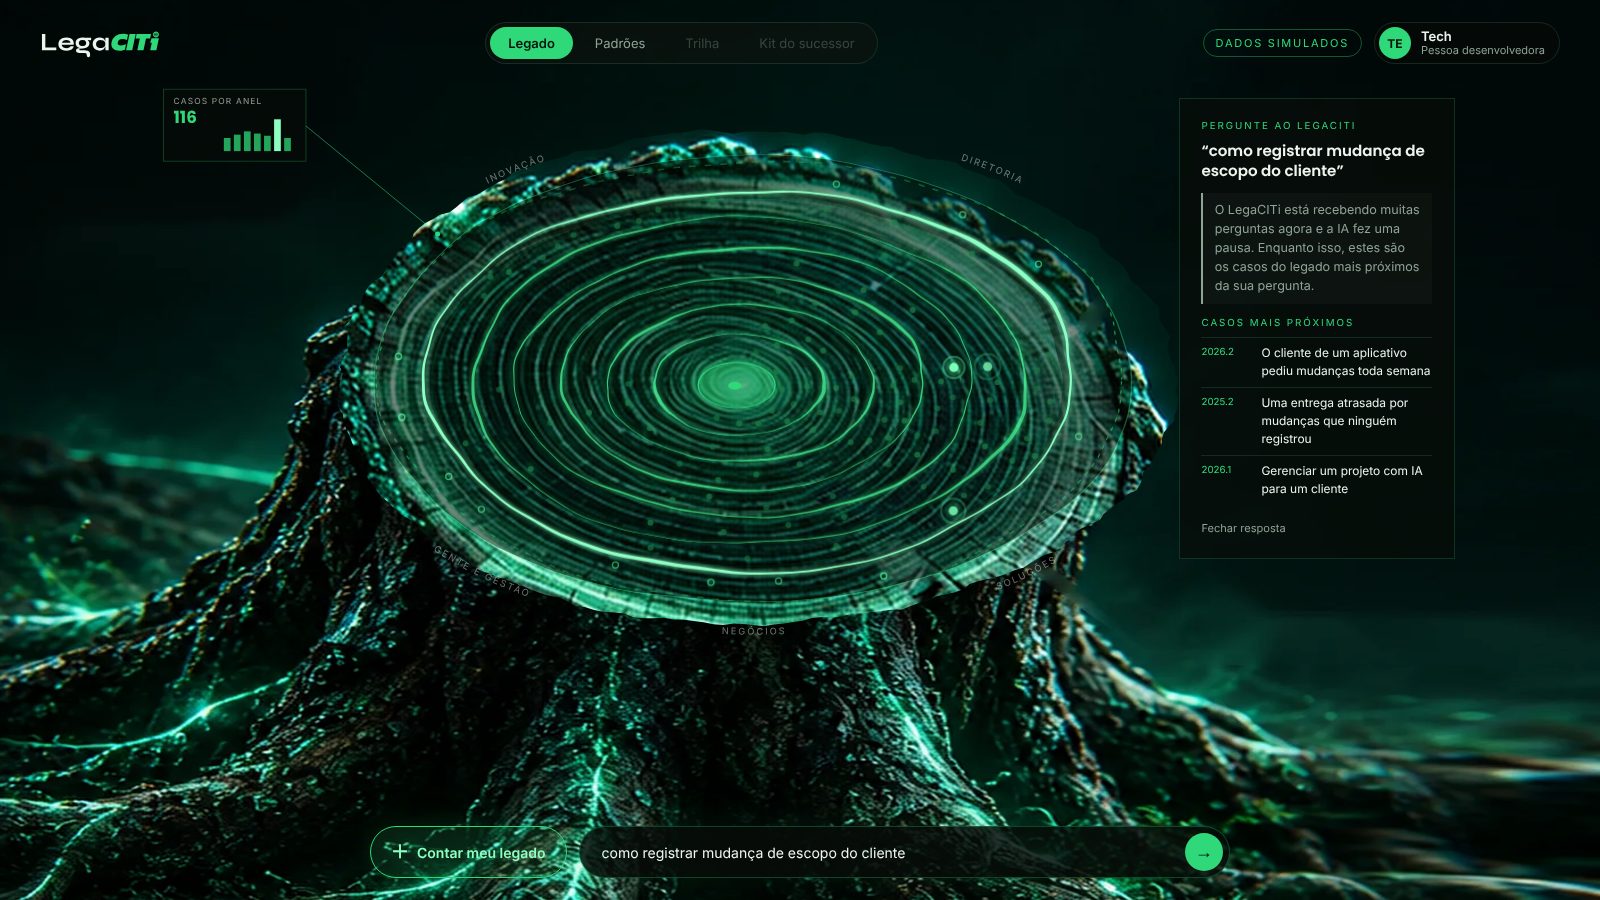 LegaCITi
Legado
Padrões
Trilha
Kit do sucessor
DADOS SIMULADOS
TE
Tech
Pessoa desenvolvedora
CASOS POR ANEL
116
INOVAÇÃO
DIRETORIA
GENTE E GESTÃO
SOLUÇÕES
NEGÓCIOS
PERGUNTE AO LEGACITI
“como registrar mudança de
escopo do cliente”
O LegaCITi está recebendo muitas
perguntas agora e a IA fez uma
pausa. Enquanto isso, estes são
os casos do legado mais próximos
da sua pergunta.
CASOS MAIS PRÓXIMOS
2026.2
O cliente de um aplicativo
pediu mudanças toda semana
2025.2
Uma entrega atrasada por
mudanças que ninguém
registrou
2026.1
Gerenciar um projeto com IA
para um cliente
Fechar resposta
+ Contar meu legado
como registrar mudança de escopo do cliente
→